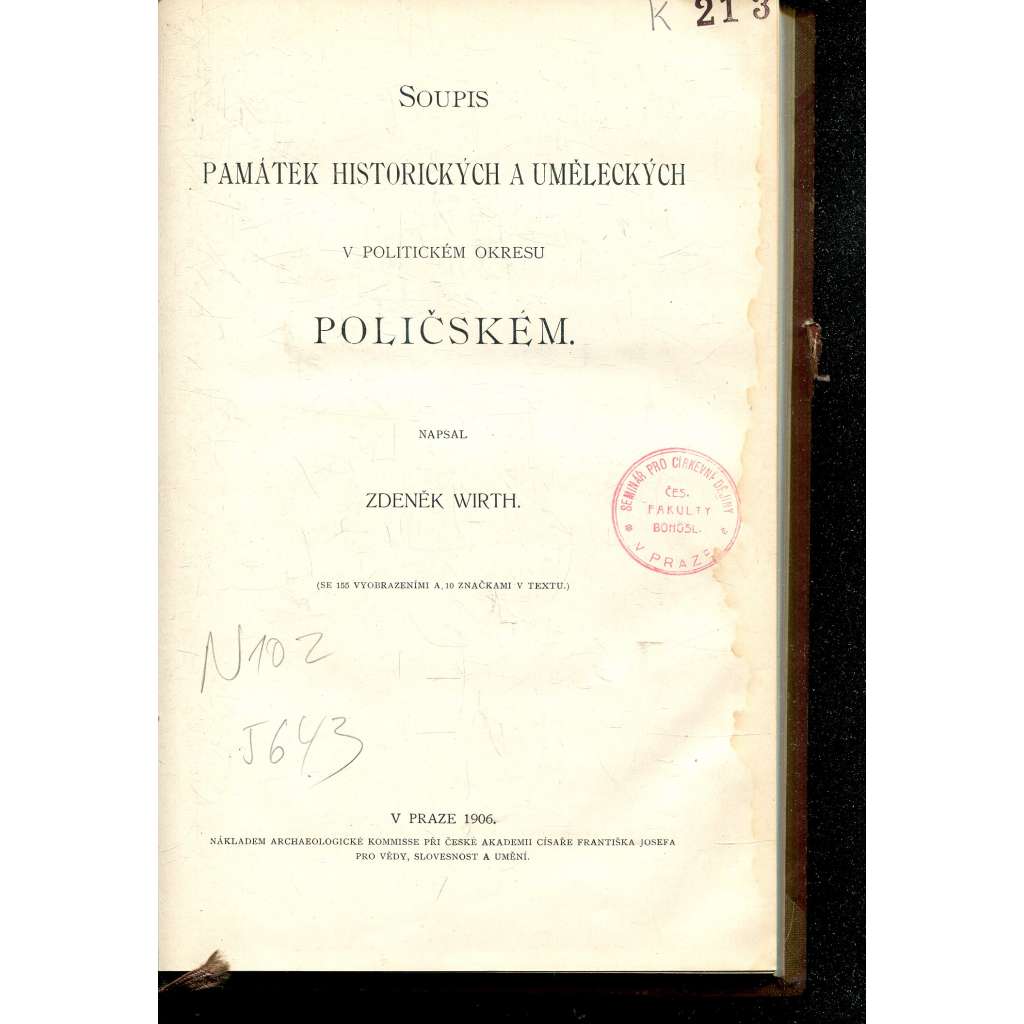 K 213
SOUPIS
PAMÁTEK HISTORICKÝCH A UMĚLECKÝCH
V POLITICKÉM OKRESU
POLIČSKÉM.
NAPSAL
ZDENĚK WIRTH.
SEMINÁŘ PRO CÍRKEVNÉ DĚJINY
ČES.
FAKULTY
BOHOSL.
V PRAZE
(SE 155 VYOBRAZENÍMI A 10 ZNAČKAMI V TEXTU.)
N102
J643
V PRAZE 1906.
NÁKLADEM ARCHAEOLOGICKÉ KOMMISSE PŘI ČESKÉ AKADEMII CÍSAŘE FRANTIŠKA JOSEFA
PRO VĚDY, SLOVESNOST A UMĚNÍ.